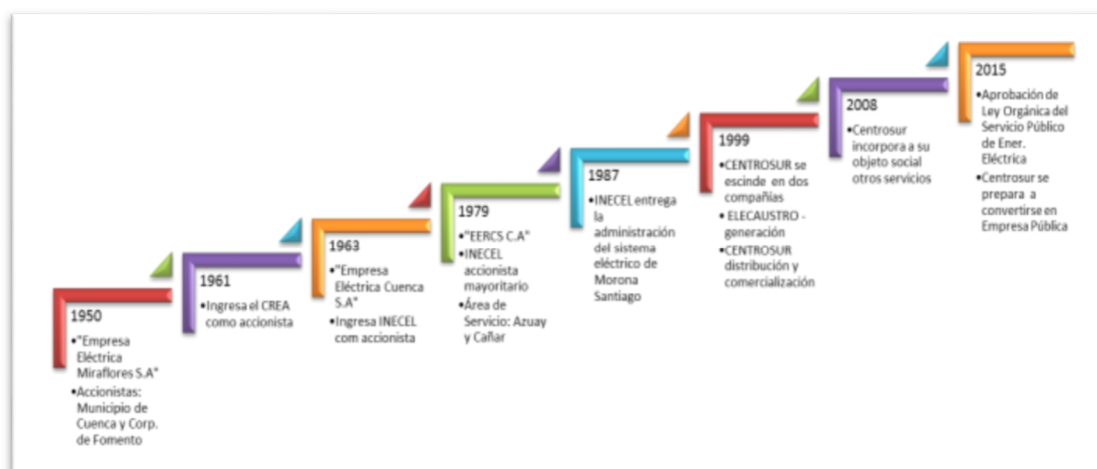 1950
•"Empresa
Eléctrica
Miraflores S.A"
•Accionistas:
Municipio de
Cuenca y Corp.
de Fomento
1961
•Ingresa el CREA
como accionista
1963
•"Empresa
Eléctrica Cuenca
S.A"
•Ingresa INECEL
com accionista
1979
•"EERCS C.A"
•INECEL
accionista
mayoritario
•Área de
Servicio: Azuay
y Cañar
1987
•INECEL entrega
la
administración
del sistema
eléctrico de
Morona
Santiago
1999
•CENTROSUR se
escinde en dos
compañías
• ELECAUSTRO -
generación
•CENTROSUR
distribución y
comercialización
2008
•Centrosur
incorpora a su
objeto social
otros servicios
2015
•Aprobación de
Ley Orgánica del
Servicio Público
de Ener.
Eléctrica
•Centrosur se
prepara a
convertirse en
Empresa Pública